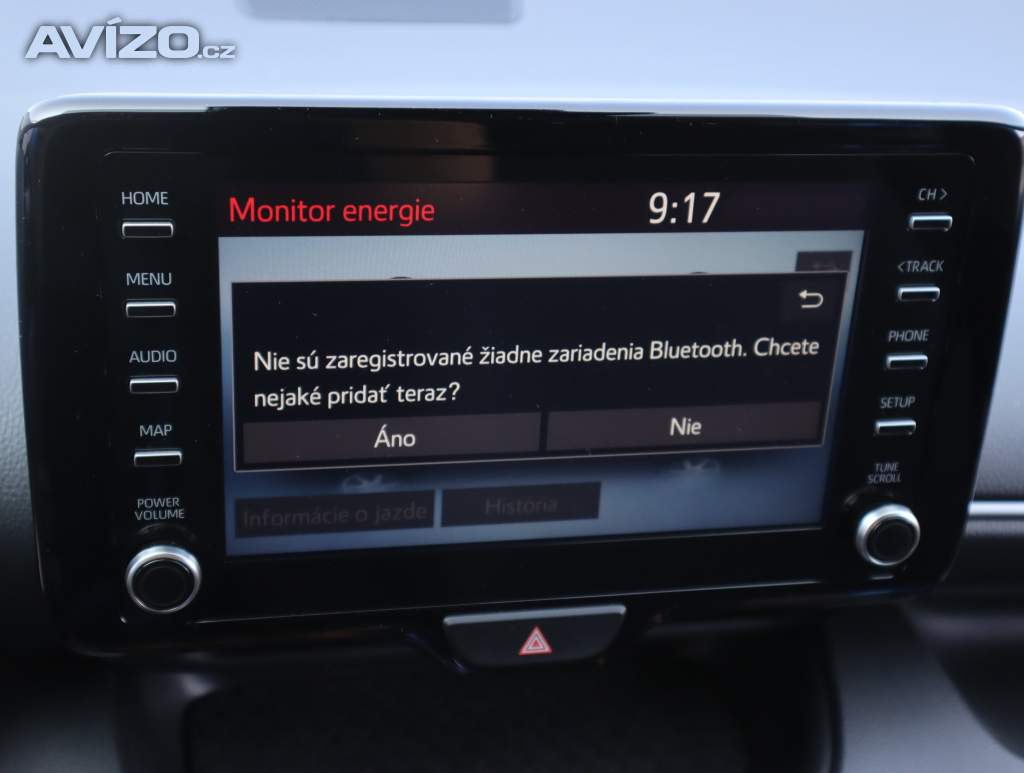 AVÍZO.cz
HOME
MENU
AUDIO
MAP
POWER
VOLUME
Monitor energie
9:17
Nie sú zaregistrované žiadne zariadenia Bluetooth. Chcete
nejaké pridať teraz?
Áno
Nie
Informácie o jazde
História
CH >
<TRACK
PHONE
SETUP
TUNE
SCROLL